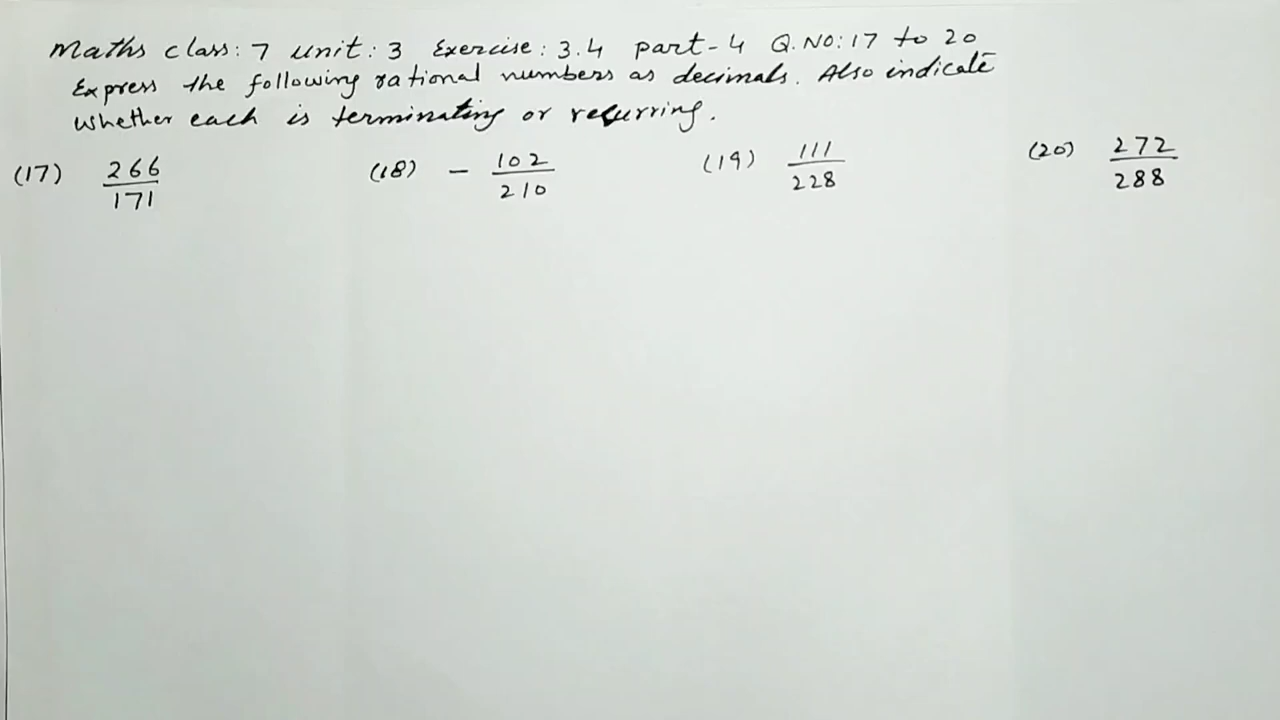 Maths class: 7 unit: 3 Exercise: 3.4 part-4 Q.NO: 17 to 20
Express the following rational numbers as decimals. Also indicate
whether each is terminating or recurring.
(17) 266/171 (18) - 102/210 (19) 111/228 (20) 272/288